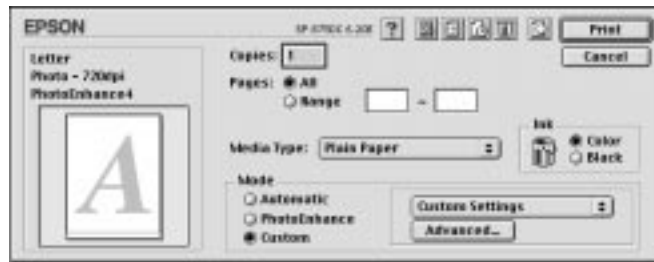 EPSON
?
Print
Cancel
Letter
Photo - 720dpi
PhotoEnhance4
A
Copies: 1
Pages: All
Range
-
Media Type: Plain Paper
Ink
Color
Black
Mode
Automatic
PhotoEnhance
Custom
Custom Settings
Advanced...